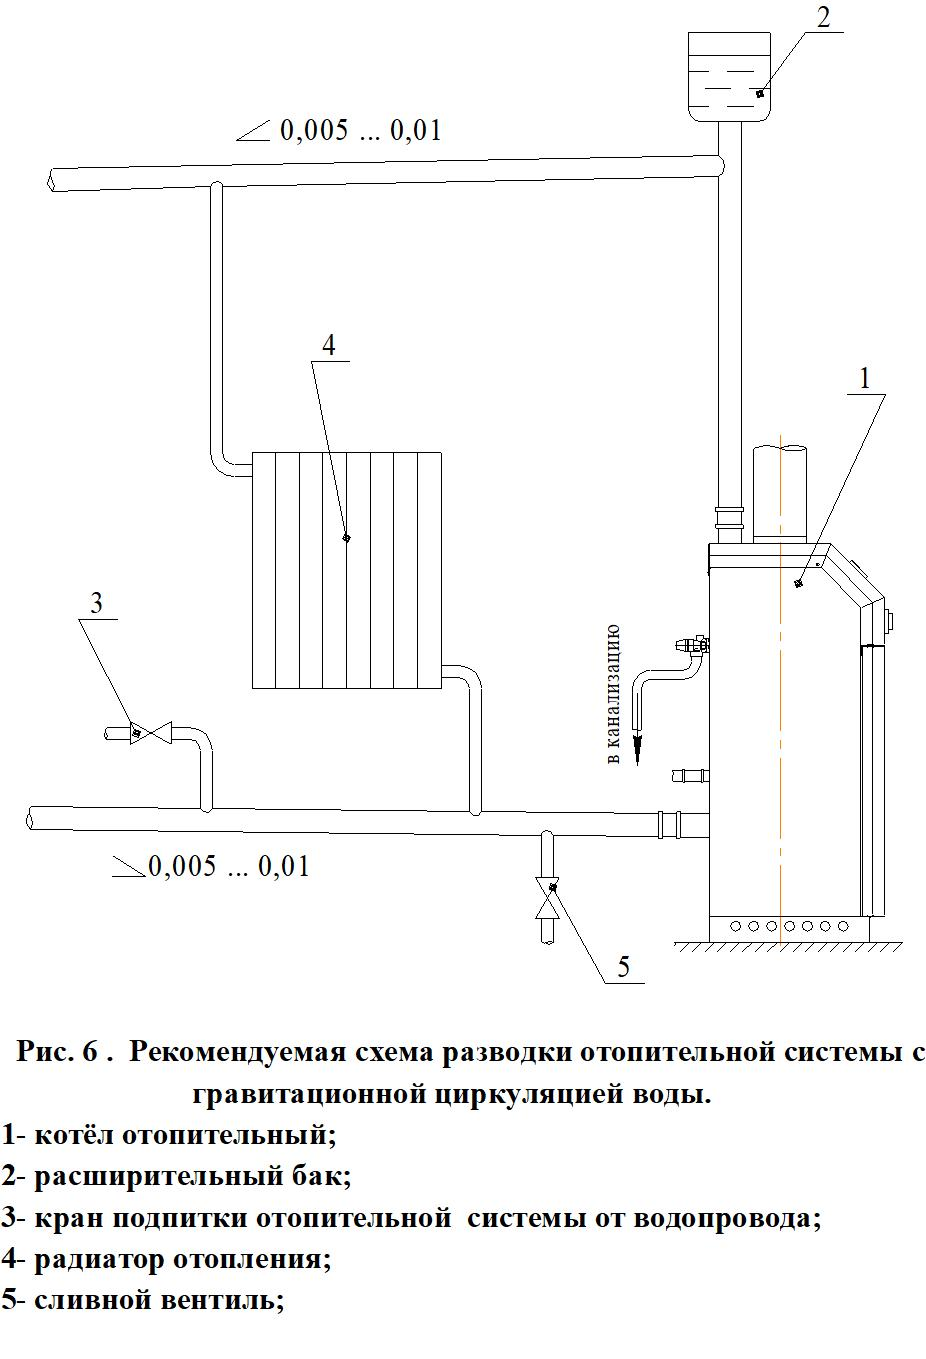 2
0,005 ... 0,01
4
1
3
в канализацию
0,005 ... 0,01
5
Рис. 6 . Рекомендуемая схема разводки отопительной системы с
гравитационной циркуляцией воды.
1- котёл отопительный;
2- расширительный бак;
3- кран подпитки отопительной системы от водопровода;
4- радиатор отопления;
5- сливной вентиль;